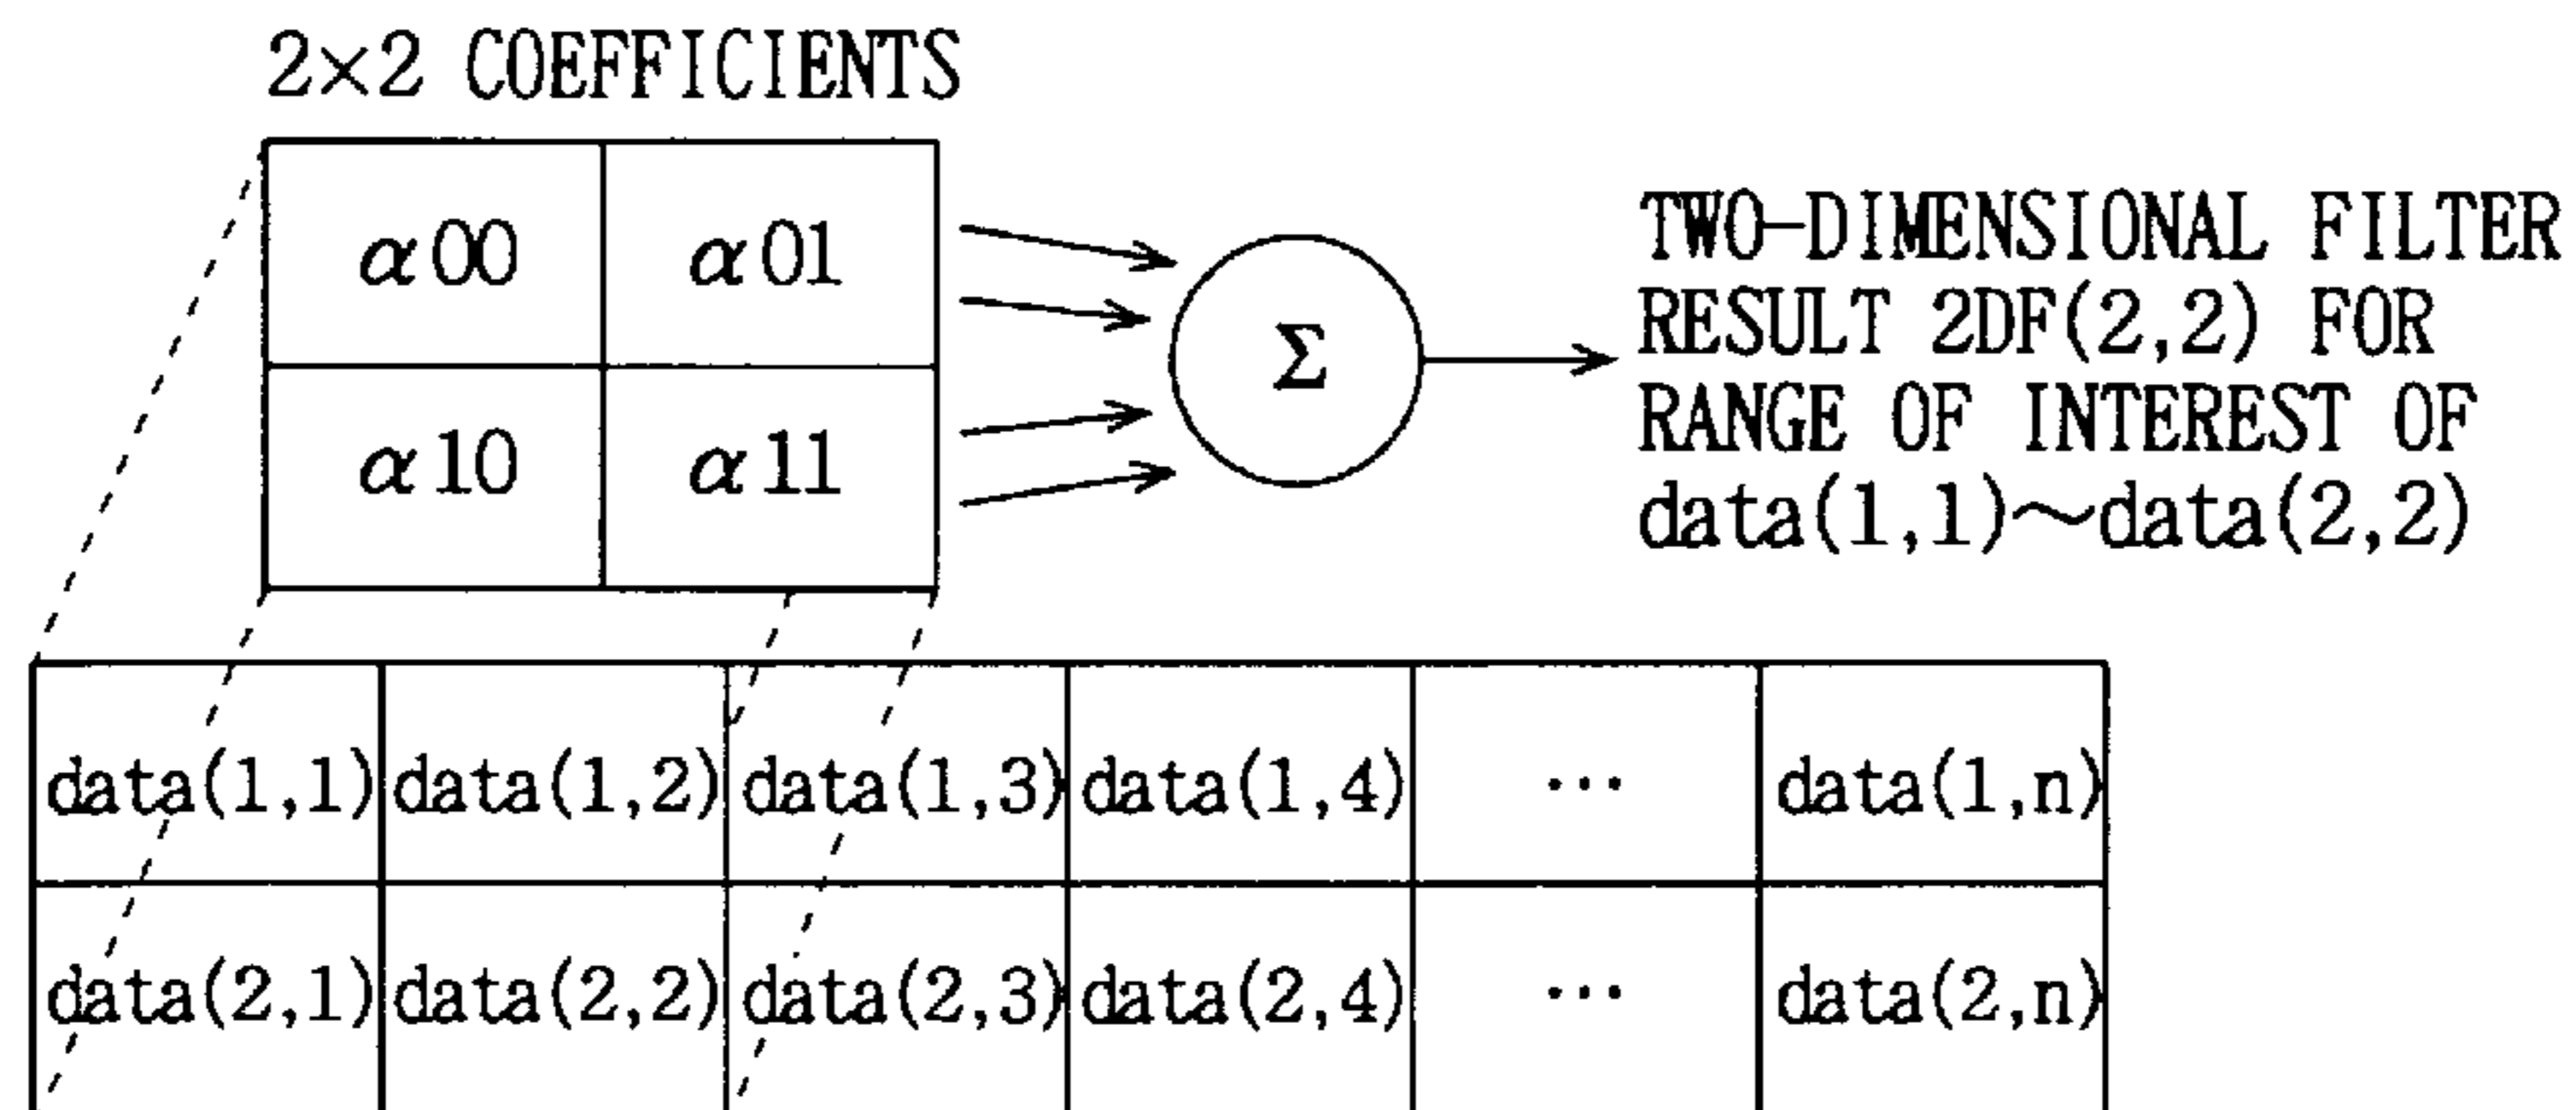 2×2 COEFFICIENTS
α00 α01
α10 α11
Σ
TWO-DIMENSIONAL FILTER
RESULT 2DF(2,2) FOR
RANGE OF INTEREST OF
data(1,1)～data(2,2)
data(1,1) data(1,2) data(1,3) data(1,4) ··· data(1,n)
data(2,1) data(2,2) data(2,3) data(2,4) ··· data(2,n)